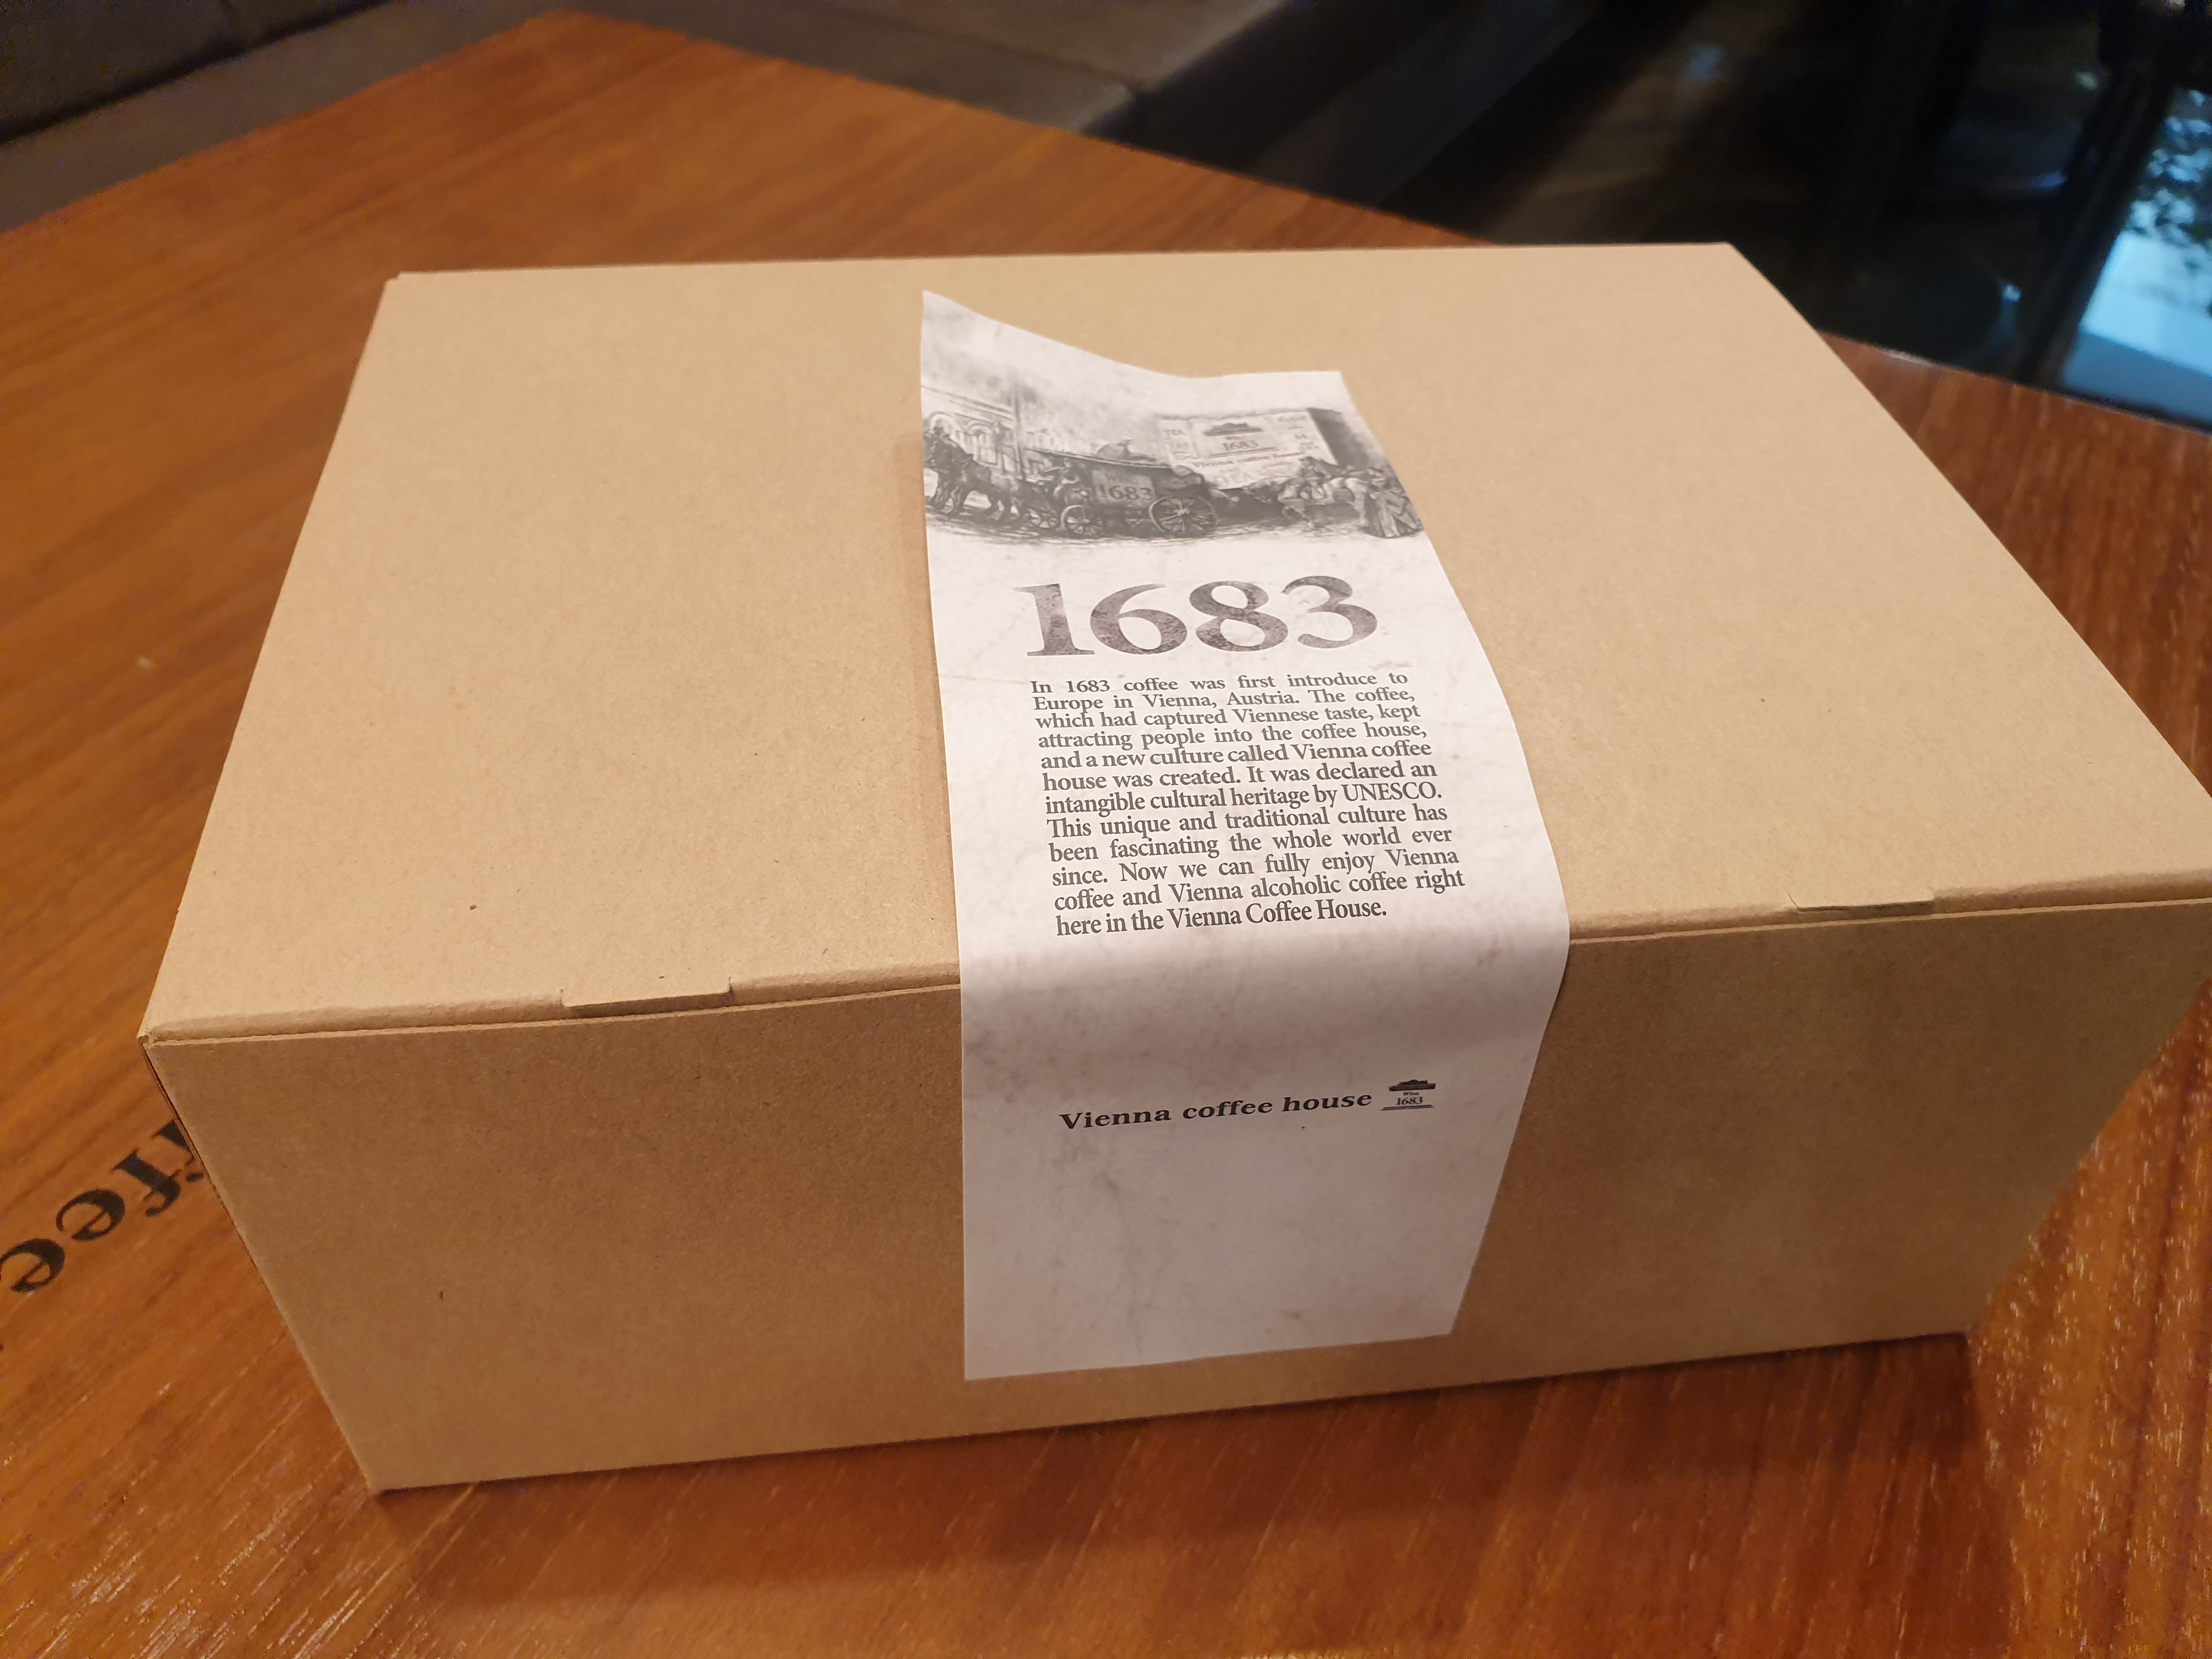 1683
1683
1683
In 1683 coffee was first introduce to
Europe in Vienna, Austria. The coffee,
which had captured Viennese taste, kept
attracting people into the coffee house,
and a new culture called Vienna coffee
house was created. It was declared an
intangible cultural heritage by UNESCO.
This unique and traditional culture has
been fascinating the whole world ever
since. Now we can fully enjoy Vienna
coffee and Vienna alcoholic coffee right
here in the Vienna Coffee House.
Vienna coffee house
Wien
1683
ffee